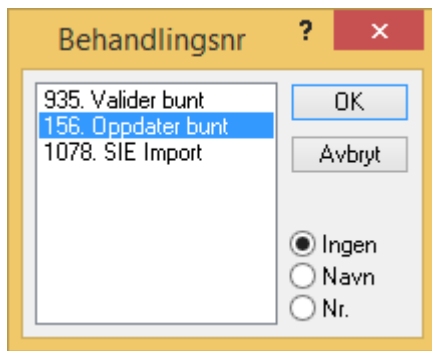 Behandlingsnr ? ×
935. Valider bunt
156. Oppdater bunt
1078. SIE Import
OK
Avbryt
Ingen
Navn
Nr.